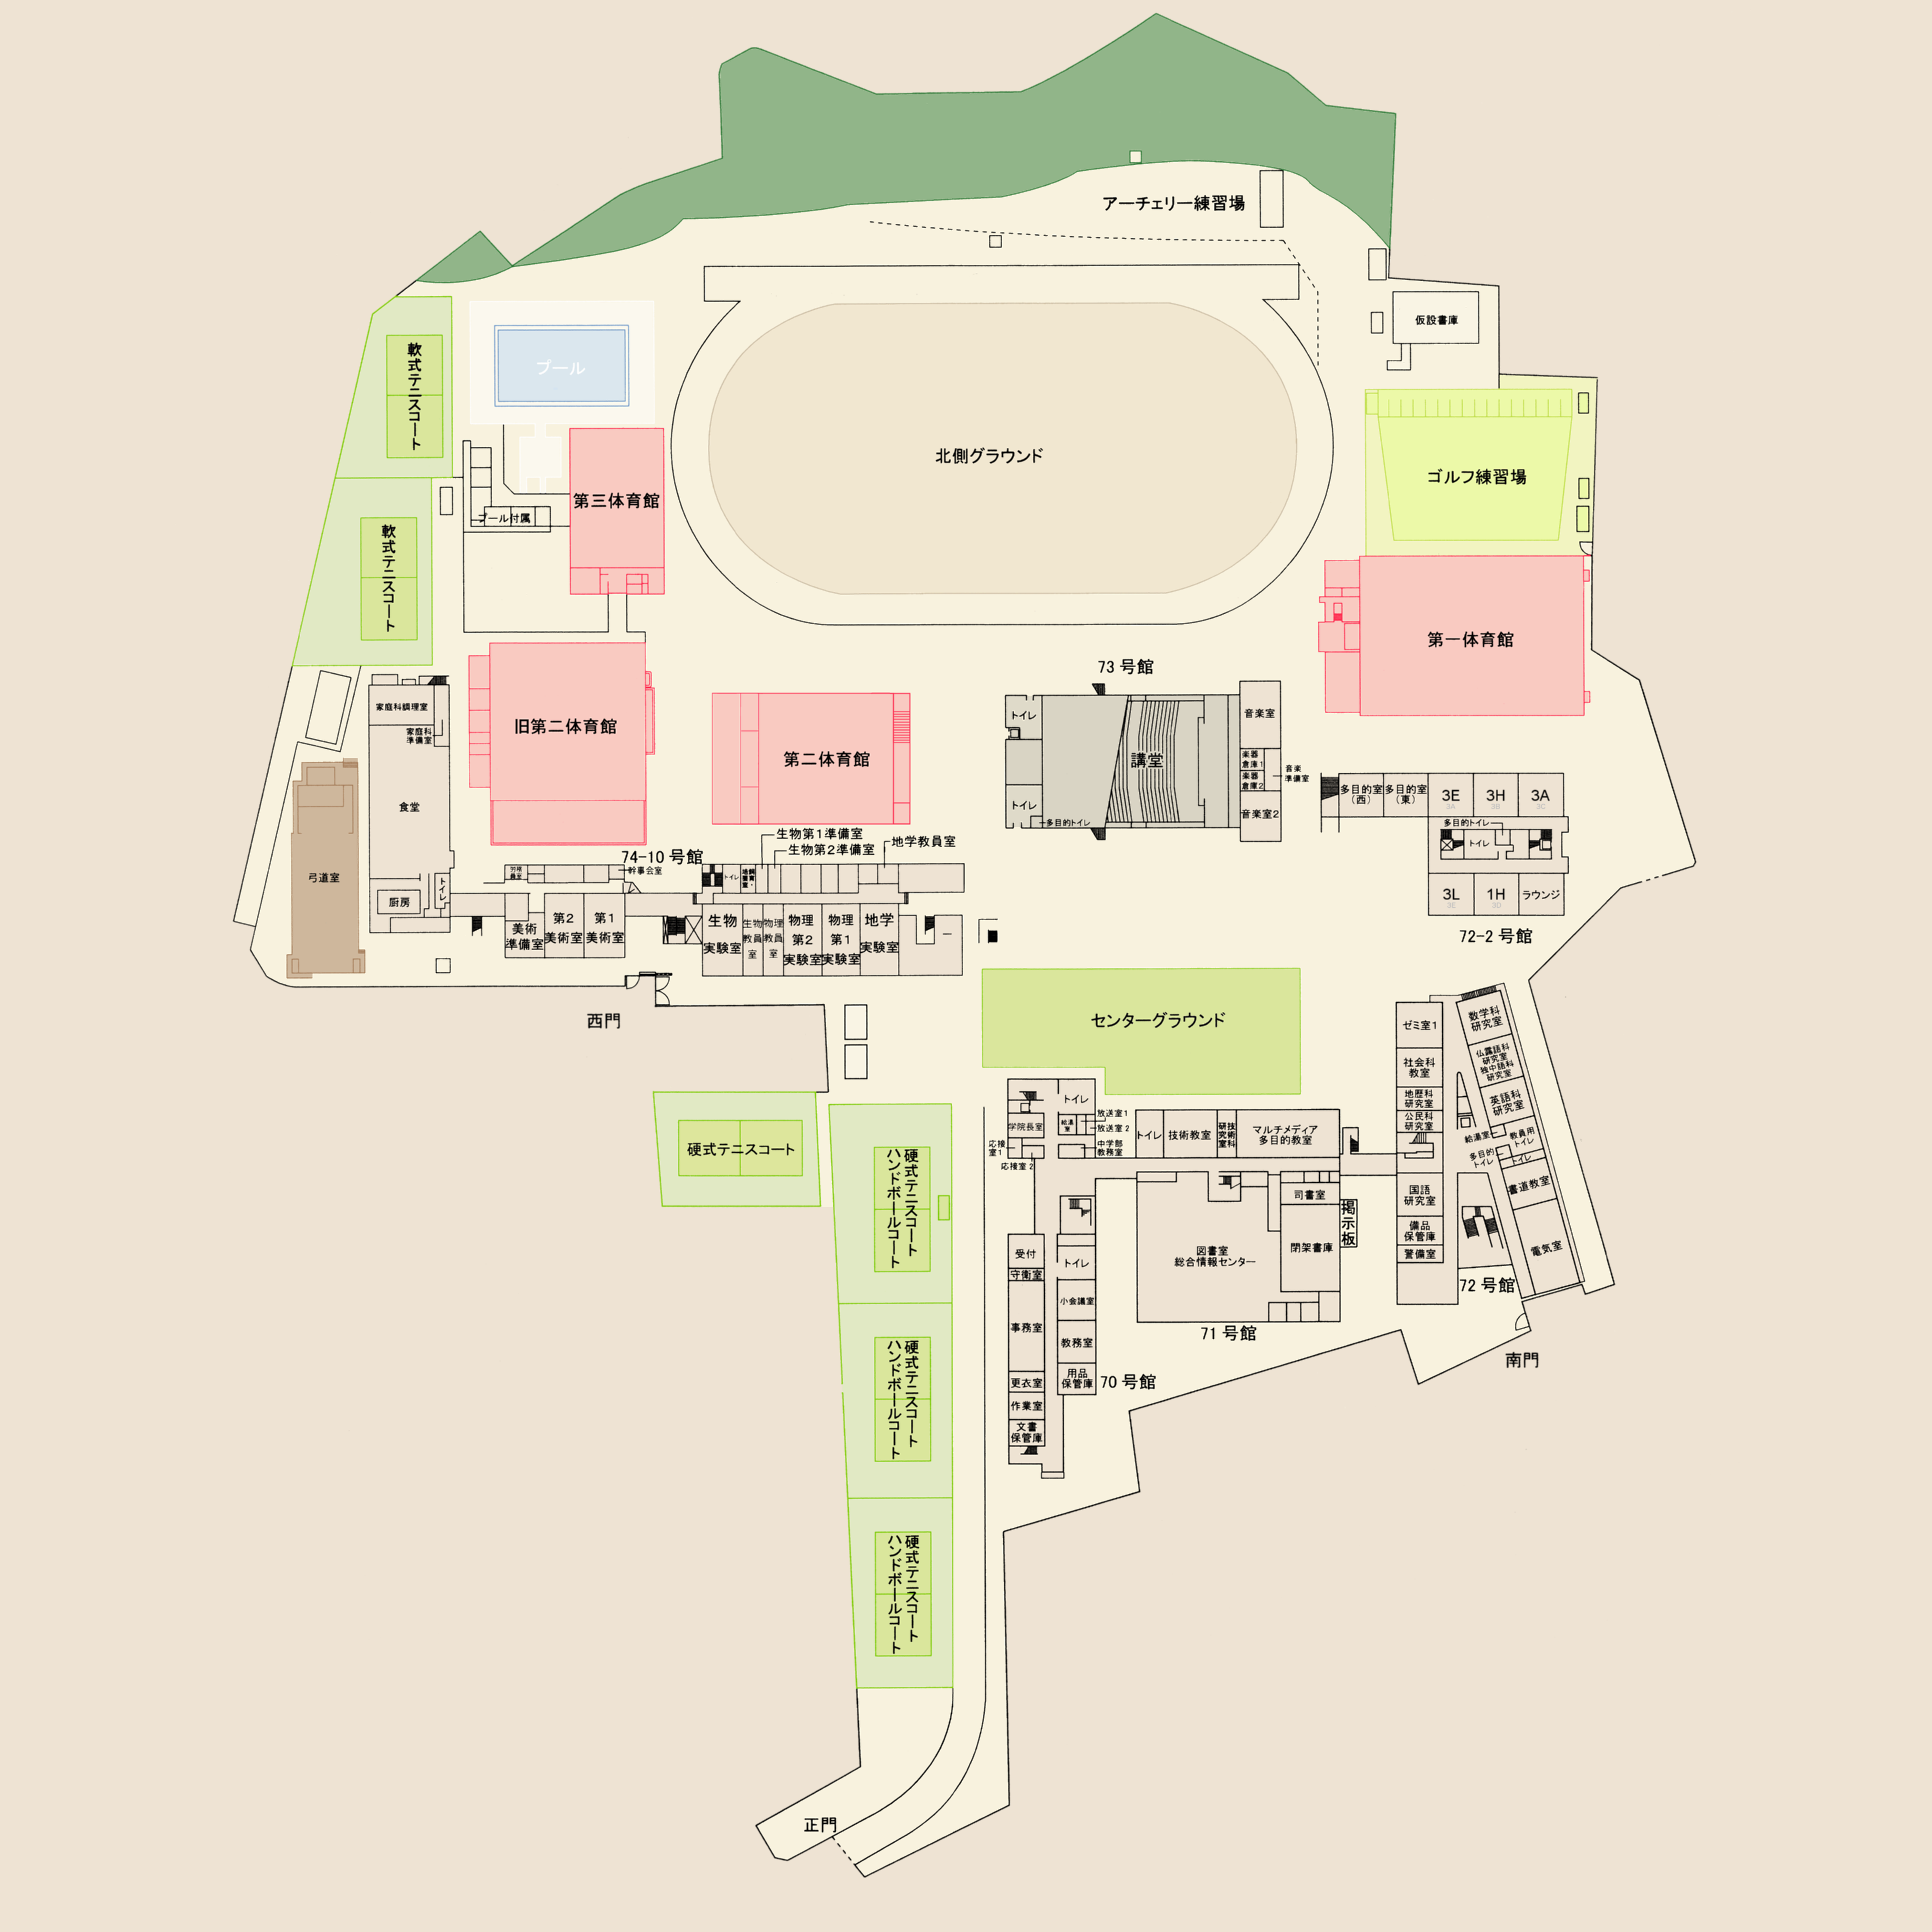 アーチェリー練習場
仮設書庫
軟式テニスコート
プール
北側グラウンド
ゴルフ練習場
第三体育館
プール付属
軟式テニスコート
第一体育館
73 号館
家庭科調理室
家庭科
準備室
旧第二体育館
第二体育館
トイレ
講堂
音楽室
楽器
倉庫1
楽器
倉庫2
音楽
準備室
トイレ
多目的トイレ
音楽室2
多目的室
(西)
多目的室
(東)
3E
3A
3H
3B
3A
3C
多目的トイレ
トイレ
3L
3E
1H
3D
ラウンジ
72-2 号館
食堂
弓道室
厨房
トイレ
74-10 号館
幹事会室
生物第1準備室
生物第2準備室
地学教員室
トイレ
美術
準備室
第2
美術室
第1
美術室
生物
実験室
生物
教員
室
物理
教員
室
物理
第2
実験室
物理
第1
実験室
地学
実験室
西門
センターグラウンド
ゼミ室1
社会科
教室
地歴科
研究室
公民科
研究室
国語
研究室
備品
保管庫
警備室
数学科
研究室
仏露語科
研究室
独中語科
研究室
英語科
研究室
給湯室
教員用
トイレ
多目的
トイレ
トイレ
書道教室
電気室
72 号館
南門
硬式テニスコート
硬式テニスコート
ハンドボールコート
硬式テニスコート
ハンドボールコート
硬式テニスコート
ハンドボールコート
トイレ
学院長室
給湯
室
放送室1
放送室2
中学部
教務室
応接
室1
応接室2
トイレ
技術教室
技術科
研究室
マルチメディア
多目的教室
司書室
掲示板
図書室
総合情報センター
閉架書庫
71 号館
受付
守衛室
事務室
更衣室
作業室
文書
保管庫
トイレ
小会議室
教務室
用品
保管庫
70 号館
正門